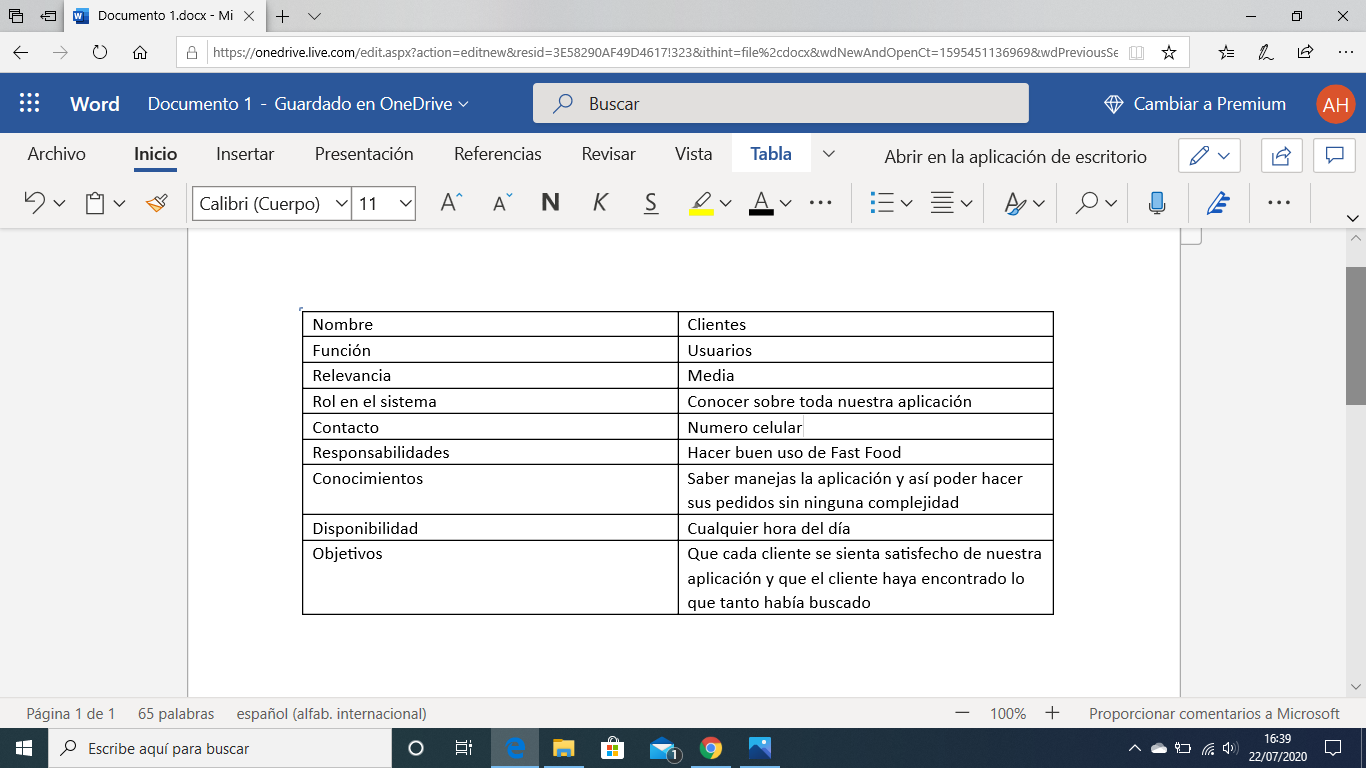 Documento 1.docx - Mi
https://onedrive.live.com/edit.aspx?action=editnew&resid=3E58290AF49D4617!323&ithint=file%2cdocx&wdNewAndOpenCt=1595451136969&wdPreviousSe
Word Documento 1 - Guardado en OneDrive Buscar Cambiar a Premium AH
Archivo Inicio Insertar Presentación Referencias Revisar Vista Tabla Abrir en la aplicación de escritorio
Calibri (Cuerpo) 11 A A N K S A
Nombre Clientes
Función Usuarios
Relevancia Media
Rol en el sistema Conocer sobre toda nuestra aplicación
Contacto Numero celular
Responsabilidades Hacer buen uso de Fast Food
Conocimientos Saber manejas la aplicación y así poder hacer
sus pedidos sin ninguna complejidad
Disponibilidad Cualquier hora del día
Objetivos Que cada cliente se sienta satisfecho de nuestra
aplicación y que el cliente haya encontrado lo
que tanto había buscado
Página 1 de 1 65 palabras español (alfab. internacional) 100% Proporcionar comentarios a Microsoft
Escribe aquí para buscar 1 16:39
22/07/2020